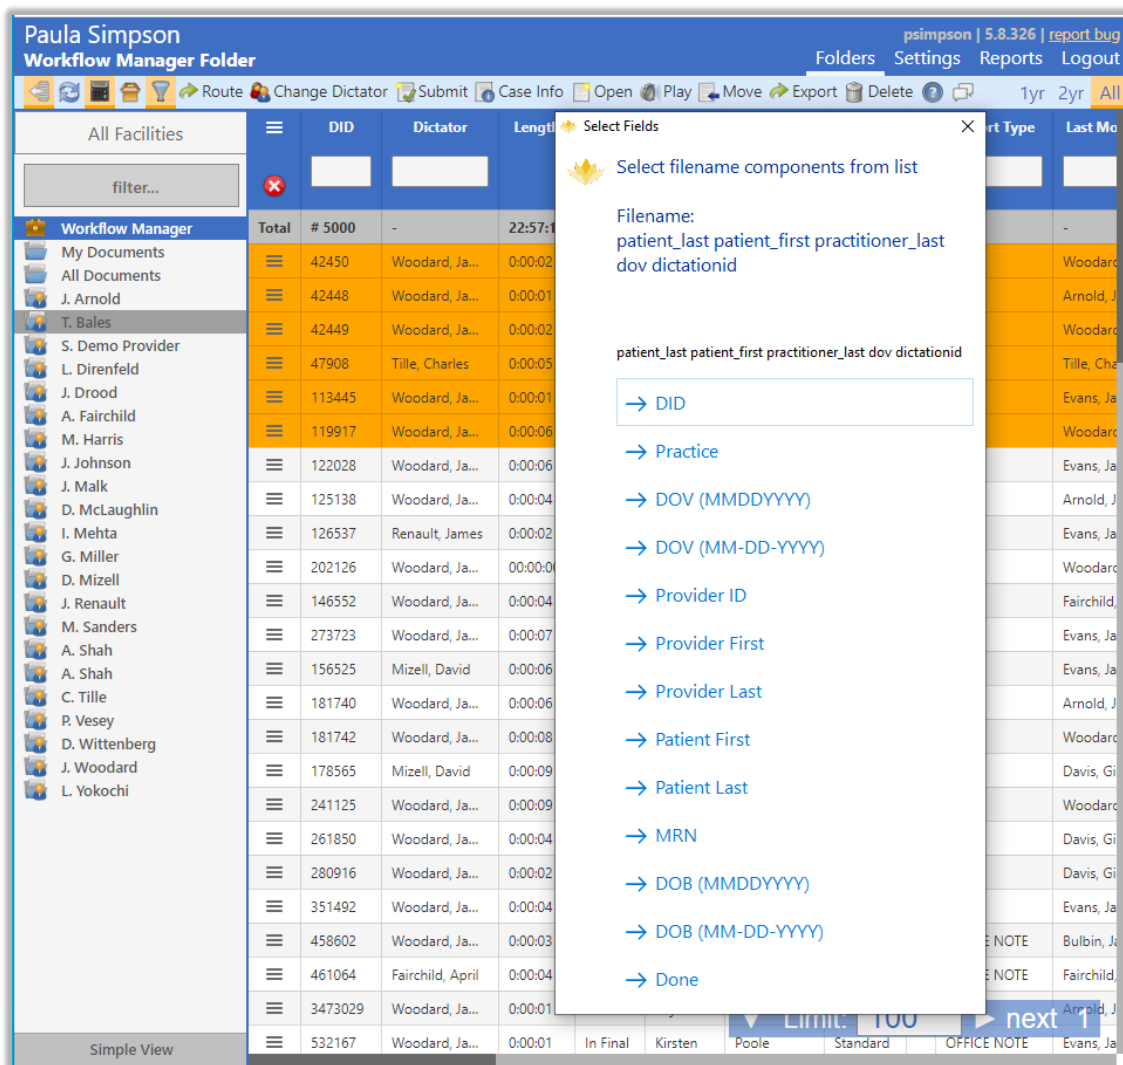 Paula Simpson
psimpson | 5.8.326 | report bug
Workflow Manager Folder
Folders Settings Reports Logout
Route Change Dictator Submit Case Info Open Play Move Export Delete ? 1yr 2yr All
All Facilities
filter...
Workflow Manager
My Documents
All Documents
J. Arnold
T. Bales
S. Demo Provider
L. Direnfeld
J. Drood
A. Fairchild
M. Harris
J. Johnson
J. Malk
D. McLaughlin
I. Mehta
G. Miller
D. Mizell
J. Renault
M. Sanders
A. Shah
A. Shah
C. Tille
P. Vesey
D. Wittenberg
J. Woodard
L. Yokochi
Simple View
DID Dictator Lengt rt Type Last Mo
Total # 5000 - 22:57:1 -
42450 Woodard, Ja... 0:00:02 Woodard
42448 Woodard, Ja... 0:00:01 Arnold, J
42449 Woodard, Ja... 0:00:02 Woodard
47908 Tille, Charles 0:00:05 Tille, Cha
113445 Woodard, Ja... 0:00:01 Evans, Ja
119917 Woodard, Ja... 0:00:06 Woodard
122028 Woodard, Ja... 0:00:06 Evans, Ja
125138 Woodard, Ja... 0:00:04 Arnold, J
126537 Renault, James 0:00:02 Evans, Ja
202126 Woodard, Ja... 00:00:0 Woodard
146552 Woodard, Ja... 0:00:04 Fairchild,
273723 Woodard, Ja... 0:00:07 Evans, Ja
156525 Mizell, David 0:00:06 Evans, Ja
181740 Woodard, Ja... 0:00:06 Arnold, J
181742 Woodard, Ja... 0:00:08 Woodard
178565 Mizell, David 0:00:09 Davis, Gi
241125 Woodard, Ja... 0:00:09 Woodard
261850 Woodard, Ja... 0:00:04 Davis, Gi
280916 Woodard, Ja... 0:00:02 Davis, Gi
351492 Woodard, Ja... 0:00:04 Evans, Ja
458602 Woodard, Ja... 0:00:03 E NOTE Bulbin, Ja
461064 Fairchild, April 0:00:04 E NOTE Fairchild,
3473029 Woodard, Ja... 0:00:01 Arnold, J
532167 Woodard, Ja... 0:00:01 In Final Kirsten Poole Standard OFFICE NOTE Evans, Ja
Limit: 100 next 1
Select Fields
Select filename components from list
Filename:
patient_last patient_first practitioner_last
dov dictationid
patient_last patient_first practitioner_last dov dictationid
DID
Practice
DOV (MMDDYYYY)
DOV (MM-DD-YYYY)
Provider ID
Provider First
Provider Last
Patient First
Patient Last
MRN
DOB (MMDDYYYY)
DOB (MM-DD-YYYY)
Done